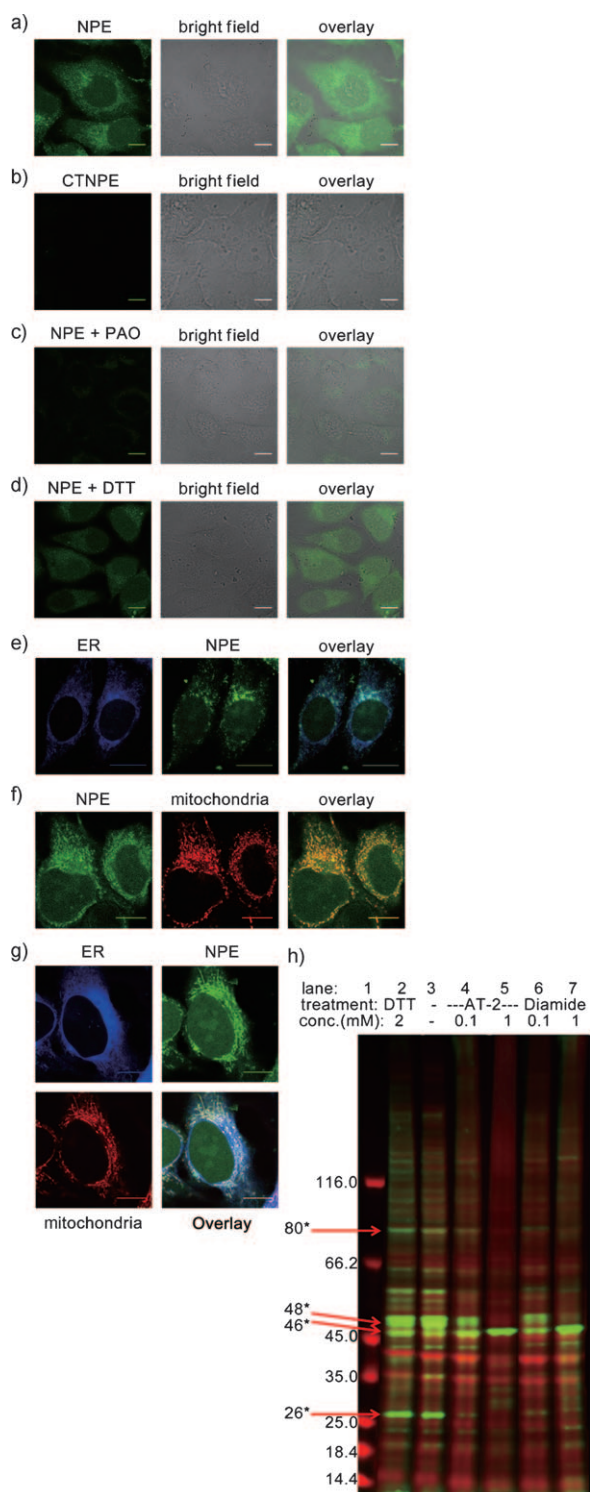 a) NPE bright field overlay
b) CTNPE bright field overlay
c) NPE + PAO bright field overlay
d) NPE + DTT bright field overlay
e) ER NPE overlay
f) NPE mitochondria overlay
g) ER NPE
mitochondria Overlay
h)
lane: 1 2 3 4 5 6 7
treatment: DTT - ---AT-2--- Diamide
conc.(mM): 2 - 0.1 1 0.1 1
116.0
80*
66.2
48*
46*
45.0
35.0
26*
25.0
18.4
14.4